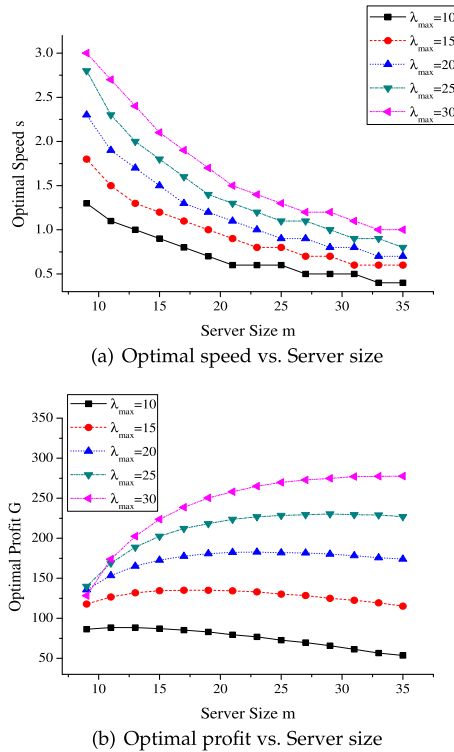 λmax=10
λmax=15
λmax=20
λmax=25
λmax=30
3.0
2.5
2.0
1.5
1.0
0.5
Optimal Speed s
10 15 20 25 30 35
Server Size m
(a) Optimal speed vs. Server size
λmax=10
λmax=15
λmax=20
λmax=25
λmax=30
350
300
250
200
150
100
50
Optimal Profit G
10 15 20 25 30 35
Server Size m
(b) Optimal profit vs. Server size